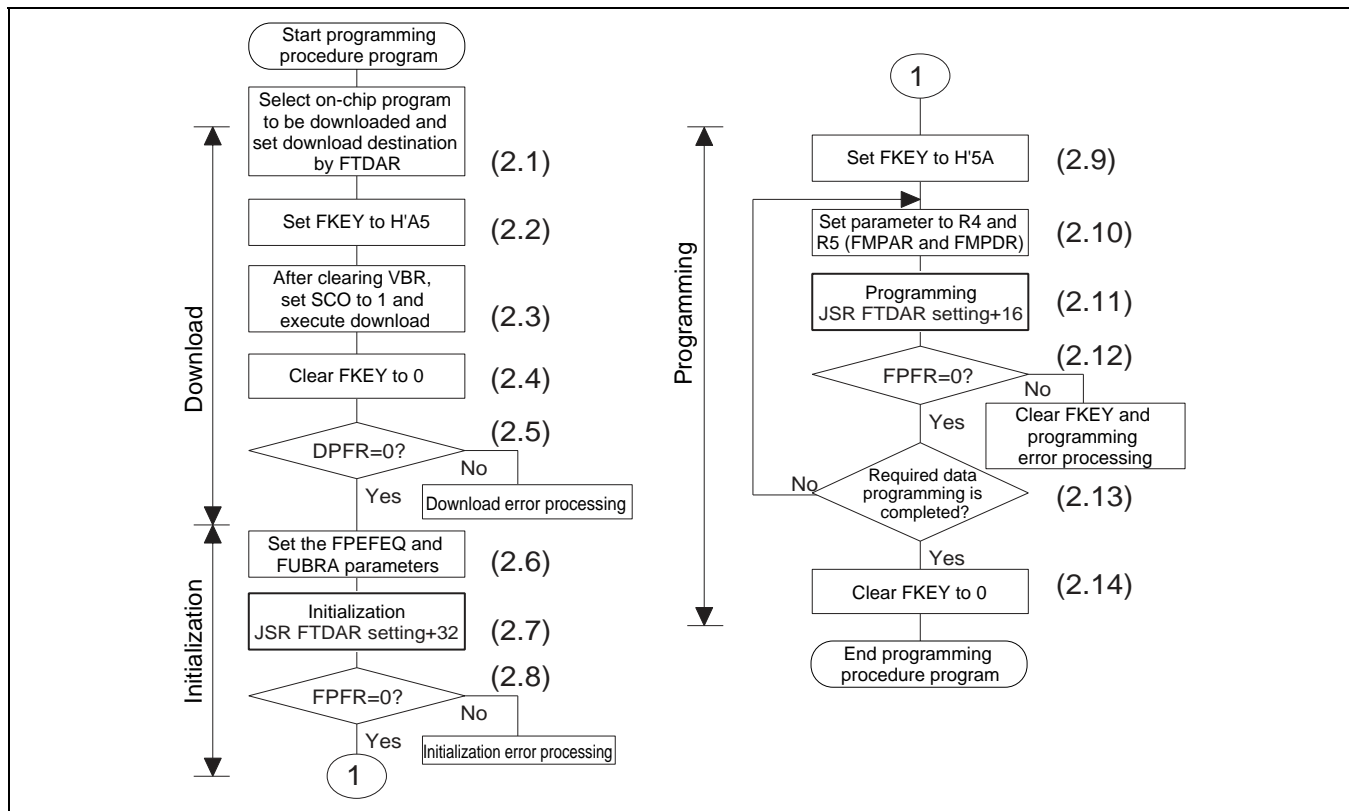 Start programming
procedure program
Select on-chip program
to be downloaded and
set download destination
by FTDAR
(2.1)
Set FKEY to H'A5
(2.2)
After clearing VBR,
set SCO to 1 and
execute download
(2.3)
Clear FKEY to 0
(2.4)
DPFR=0?
(2.5)
No
Yes
Download error processing
Download
Set the FPEFEQ and
FUBRA parameters
(2.6)
Initialization
JSR FTDAR setting+32
(2.7)
FPFR=0?
(2.8)
No
Yes
Initialization error processing
Initialization
1
1
Set FKEY to H'5A
(2.9)
Set parameter to R4 and
R5 (FMPAR and FMPDR)
(2.10)
Programming
JSR FTDAR setting+16
(2.11)
(2.12)
FPFR=0?
No
Yes
Clear FKEY and
programming
error processing
Required data
programming is
completed?
No
(2.13)
Yes
Clear FKEY to 0
(2.14)
Programming
End programming
procedure program